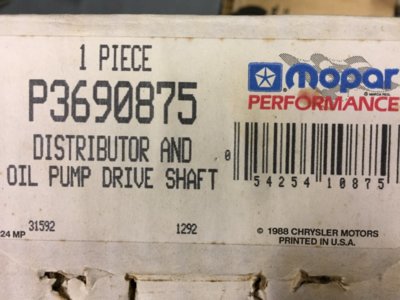 1 PIECE
P3690875
DISTRIBUTOR AND
OIL PUMP DRIVE SHAFT
24 MP
31592
1292
Mopar
PERFORMANCE
0
54254 10875
© 1988 CHRYSLER MOTORS
PRINTED IN U.S.A.